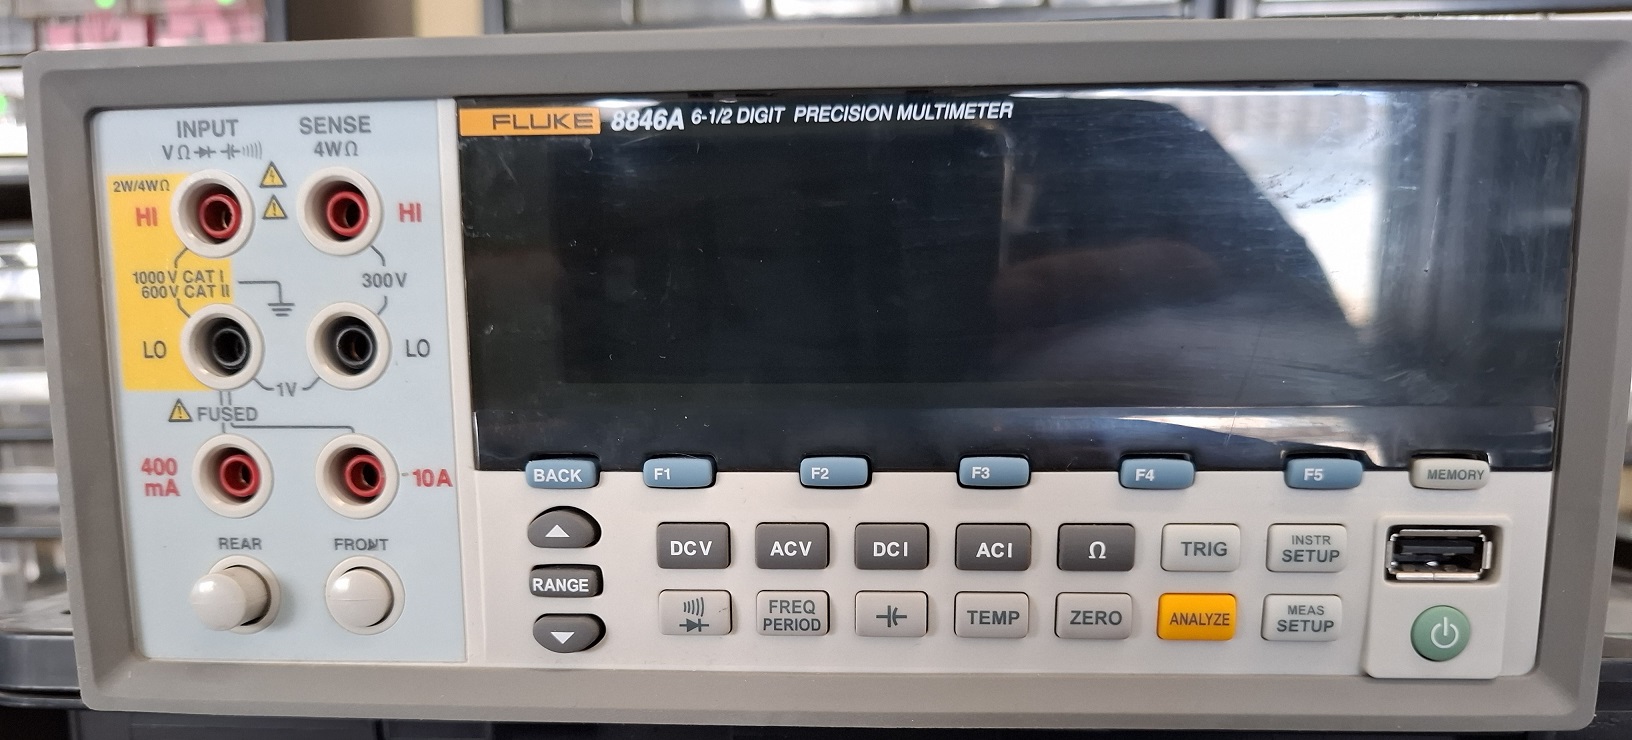 FLUKE 8846A 6-1/2 DIGIT PRECISION MULTIMETER
INPUT SENSE
VΩ 4WΩ
2W/4WΩ
HI HI
1000V CAT I
600V CAT II
300V
LO LO
1V
FUSED
400 mA
10A
REAR FRONT
BACK F1 F2 F3 F4 F5 MEMORY
RANGE
DCV ACV DCI ACI Ω TRIG INSTR SETUP
FREQ PERIOD TEMP ZERO ANALYZE MEAS SETUP